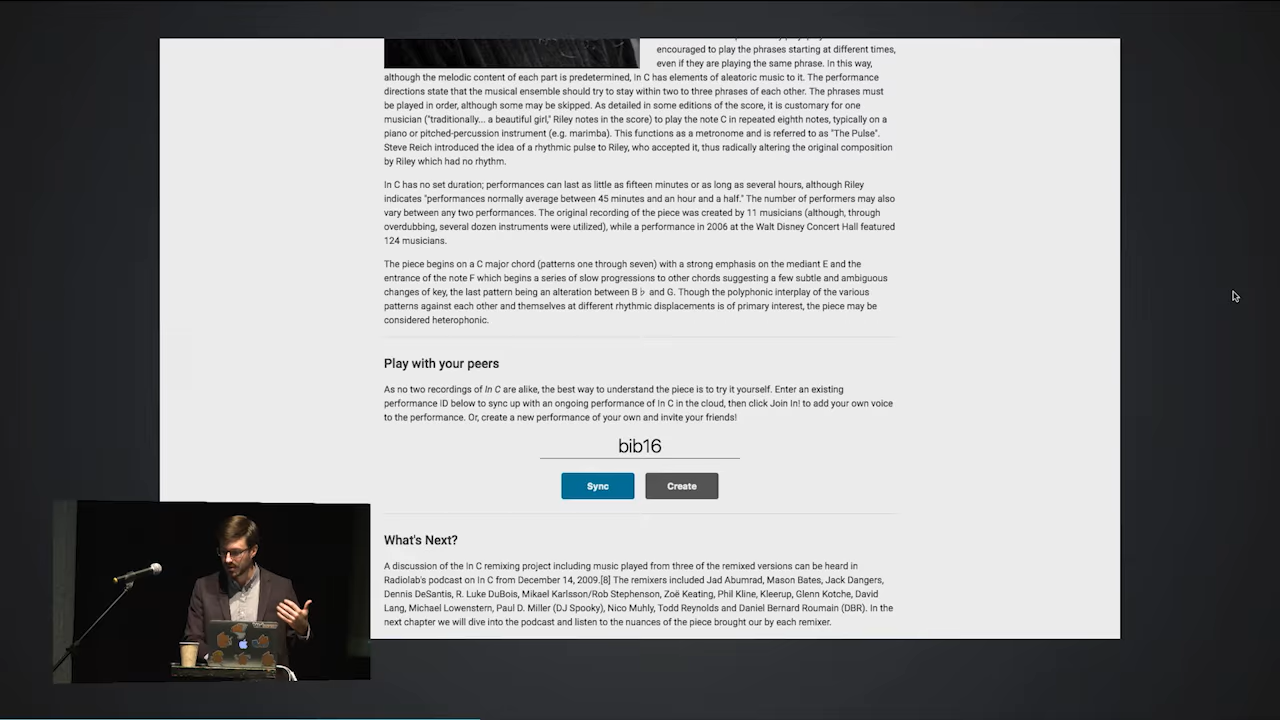 encouraged to play the phrases starting at different times,
even if they are playing the same phrase. In this way,
although the melodic content of each part is predetermined, In C has elements of aleatoric music to it. The performance
directions state that the musical ensemble should try to stay within two to three phrases of each other. The phrases must
be played in order, although some may be skipped. As detailed in some editions of the score, it is customary for one
musician ("traditionally... a beautiful girl," Riley notes in the score) to play the note C in repeated eighth notes, typically on a
piano or pitched-percussion instrument (e.g. marimba). This functions as a metronome and is referred to as "The Pulse".
Steve Reich introduced the idea of a rhythmic pulse to Riley, who accepted it, thus radically altering the original composition
by Riley which had no rhythm.
In C has no set duration; performances can last as little as fifteen minutes or as long as several hours, although Riley
indicates "performances normally average between 45 minutes and an hour and a half." The number of performers may also
vary between any two performances. The original recording of the piece was created by 11 musicians (although, through
overdubbing, several dozen instruments were utilized), while a performance in 2006 at the Walt Disney Concert Hall featured
124 musicians.
The piece begins on a C major chord (patterns one through seven) with a strong emphasis on the mediant E and the
entrance of the note F which begins a series of slow progressions to other chords suggesting a few subtle and ambiguous
changes of key, the last pattern being an alteration between B♭ and G. Though the polyphonic interplay of the various
patterns against each other and themselves at different rhythmic displacements is of primary interest, the piece may be
considered heterophonic.
Play with your peers
As no two recordings of In C are alike, the best way to understand the piece is to try it yourself. Enter an existing
performance ID below to sync up with an ongoing performance of In C in the cloud, then click Join In! to add your own voice
to the performance. Or, create a new performance of your own and invite your friends!
bib16
Sync Create
What's Next?
A discussion of the In C remixing project including music played from three of the remixed versions can be heard in
Radiolab's podcast on In C from December 14, 2009.[8] The remixers included Jad Abumrad, Mason Bates, Jack Dangers,
Dennis DeSantis, R. Luke DuBois, Mikael Karlsson/Rob Stephenson, Zoë Keating, Phil Kline, Kleerup, Glenn Kotche, David
Lang, Michael Lowenstern, Paul D. Miller (DJ Spooky), Nico Muhly, Todd Reynolds and Daniel Bernard Roumain (DBR). In the
next chapter we will dive into the podcast and listen to the nuances of the piece brought our by each remixer.